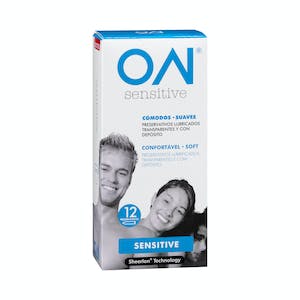 ON®
sensitive
CÓMODOS - SUAVES
PRESERVATIVOS LUBRICADOS
TRANSPARENTES Y CON
DEPÓSITO
CONFORTÁVEL - SOFT
PRESERVATIVOS LUBRIFICADOS
TRANSPARENTES E COM
DEPÓSITO
12
SENSITIVE
Sheerlon® Technology